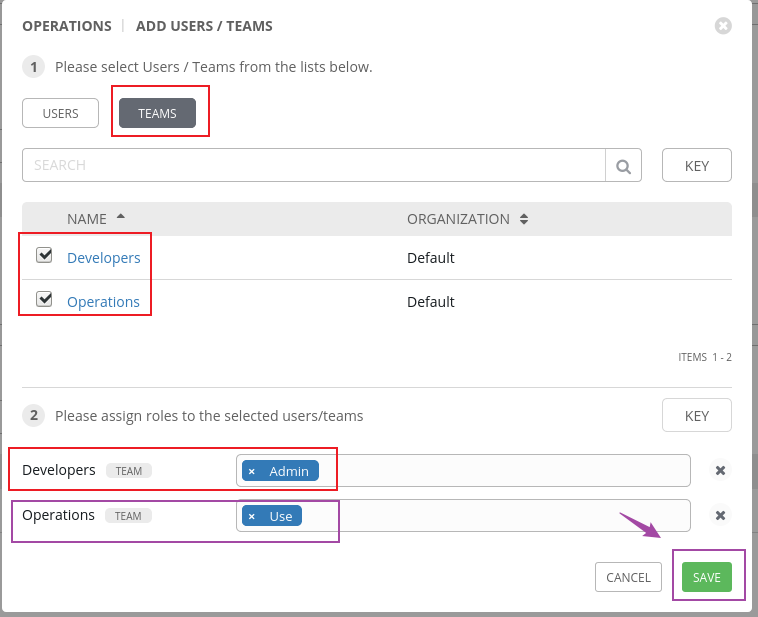 OPERATIONS | ADD USERS / TEAMS
1 Please select Users / Teams from the lists below.
USERS TEAMS
SEARCH KEY
NAME ORGANIZATION
Developers Default
Operations Default
ITEMS 1 - 2
2 Please assign roles to the selected users/teams KEY
Developers TEAM × Admin
Operations TEAM × Use
CANCEL SAVE